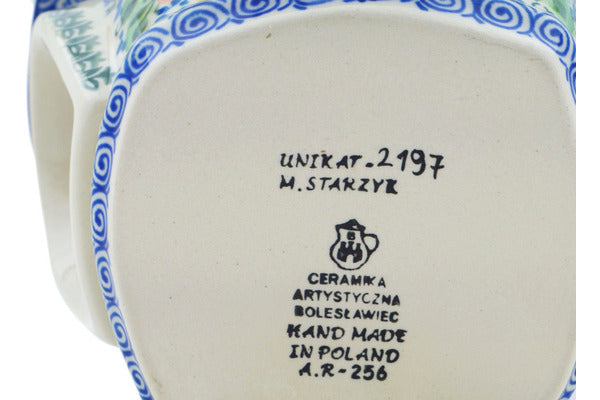 UNIKAT-2197
M. STARZYK
B
CERAMIKA
ARTYSTYCZNA
BOLESŁAWIEC
HAND MADE
IN POLAND
A.R-256